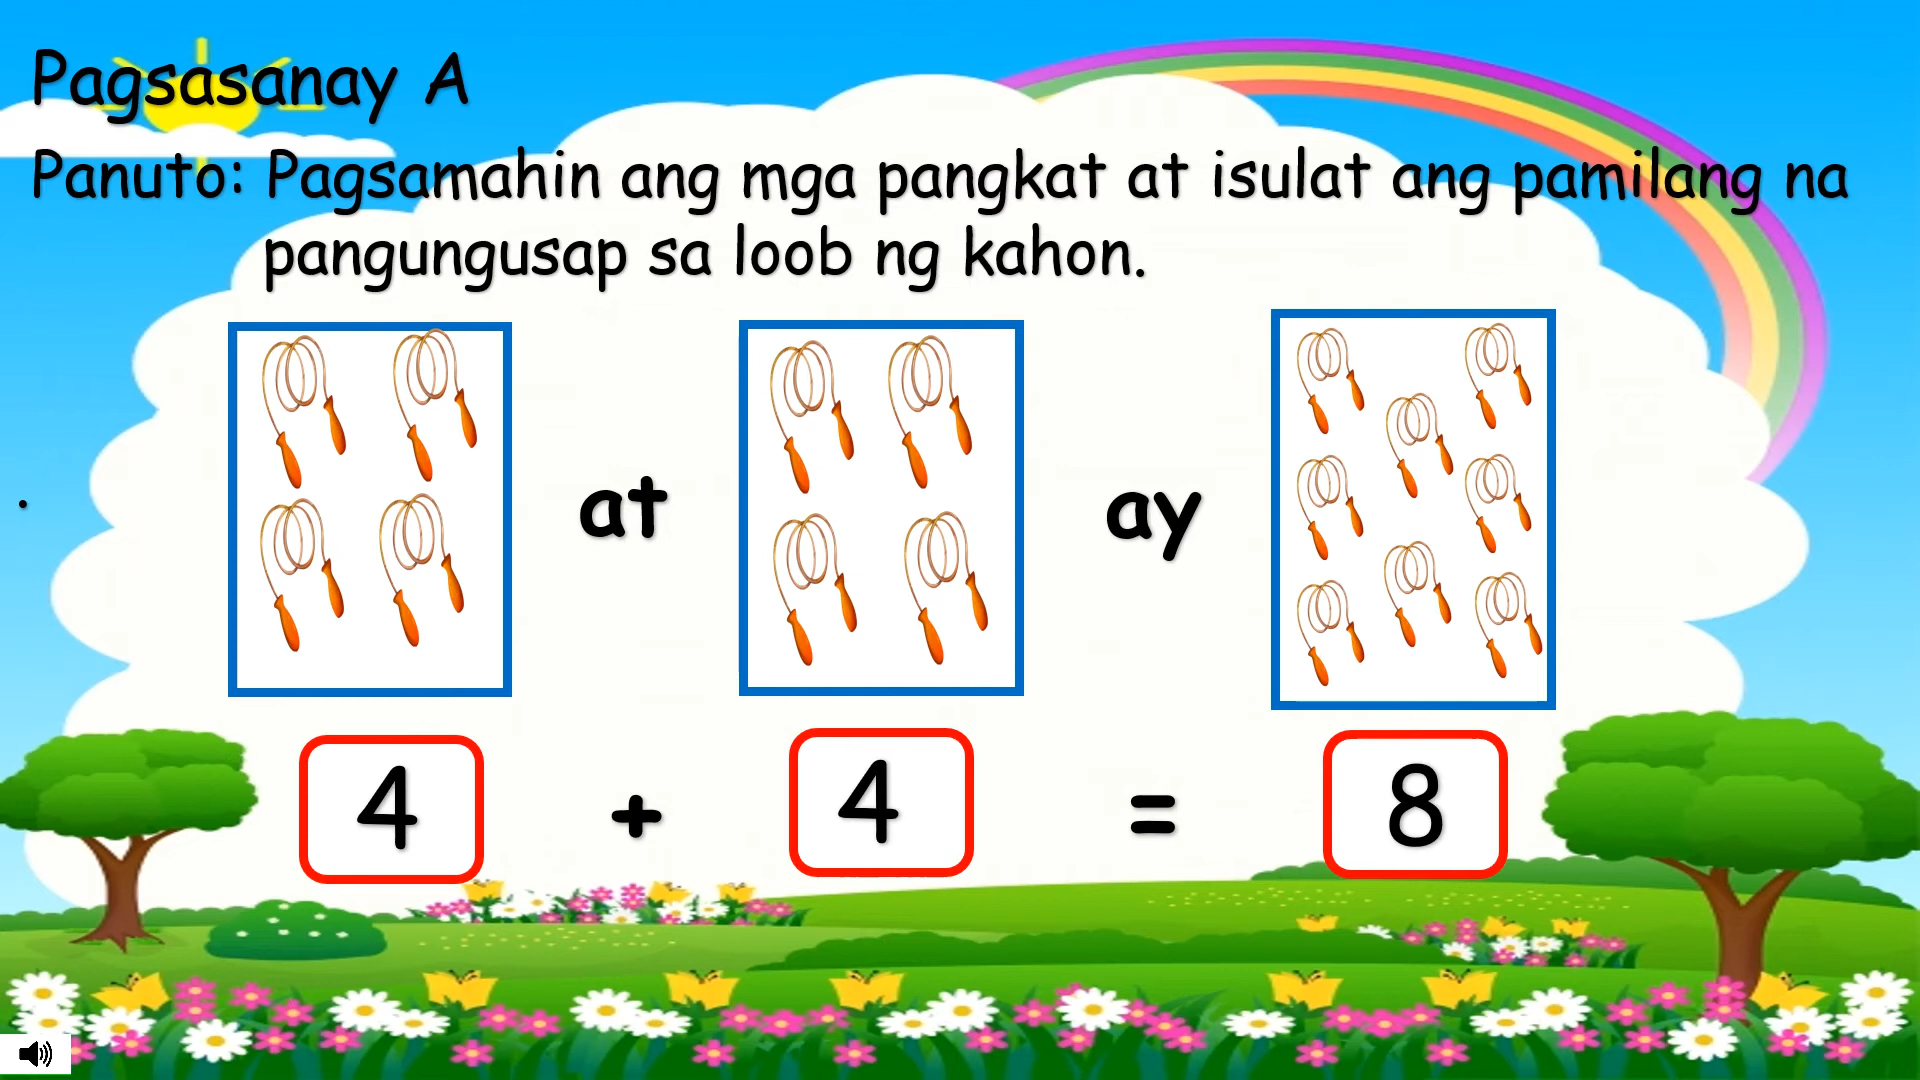 Pagsasanay A
Panuto: Pagsamahin ang mga pangkat at isulat ang pamilang na
pangungusap sa loob ng kahon.
.
at ay
4 + 4 = 8